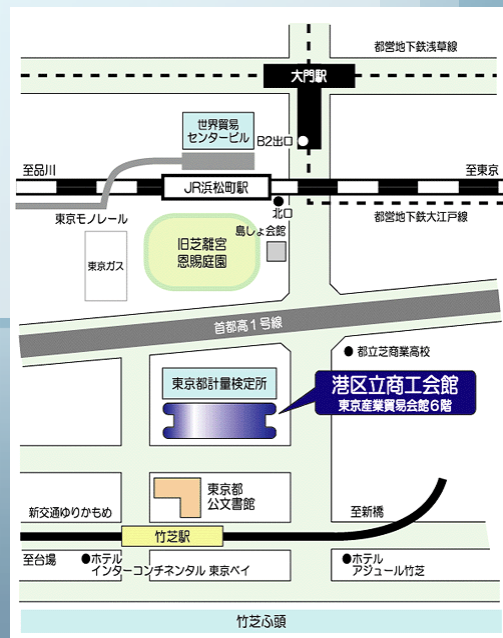 都営地下鉄浅草線
大門駅
世界貿易
センタービル
B2出口
至品川
至東京
JR浜松町駅
北口
東京モノレール
都営地下鉄大江戸線
島しょ会館
旧芝離宮
恩賜庭園
東京ガス
首都高1号線
都立芝商業高校
東京都計量検定所
港区立商工会館
東京産業貿易会館6階
東京都
公文書館
新交通ゆりかもめ
至新橋
竹芝駅
至台場
ホテル
インターコンチネンタル 東京ベイ
ホテル
アジュール竹芝
竹芝ふ頭